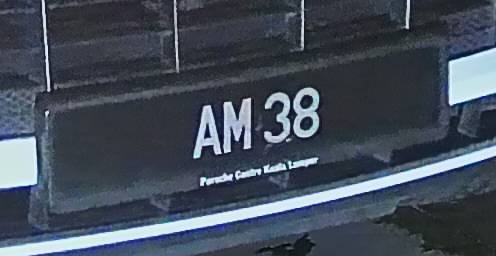 AM 38
Porsche Centre Kuala Lumpur